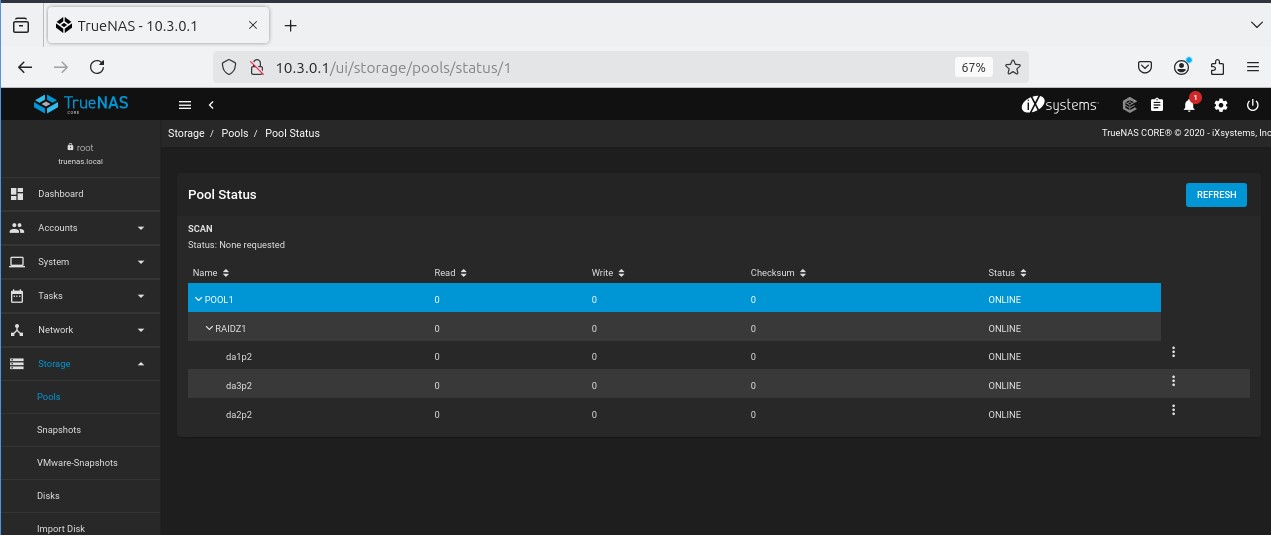 TrueNAS - 10.3.0.1
10.3.0.1/ui/storage/pools/status/1
67%
TrueNAS
CORE
iXsystems
1
Storage / Pools / Pool Status
TrueNAS CORE® © 2020 - iXsystems, Inc
root
truenas.local
Dashboard
Accounts
System
Tasks
Network
Storage
Pools
Snapshots
VMware-Snapshots
Disks
Import Disk
Pool Status
REFRESH
SCAN
Status: None requested
Name Read Write Checksum Status
POOL1 0 0 0 ONLINE
RAIDZ1 0 0 0 ONLINE
da1p2 0 0 0 ONLINE
da3p2 0 0 0 ONLINE
da2p2 0 0 0 ONLINE